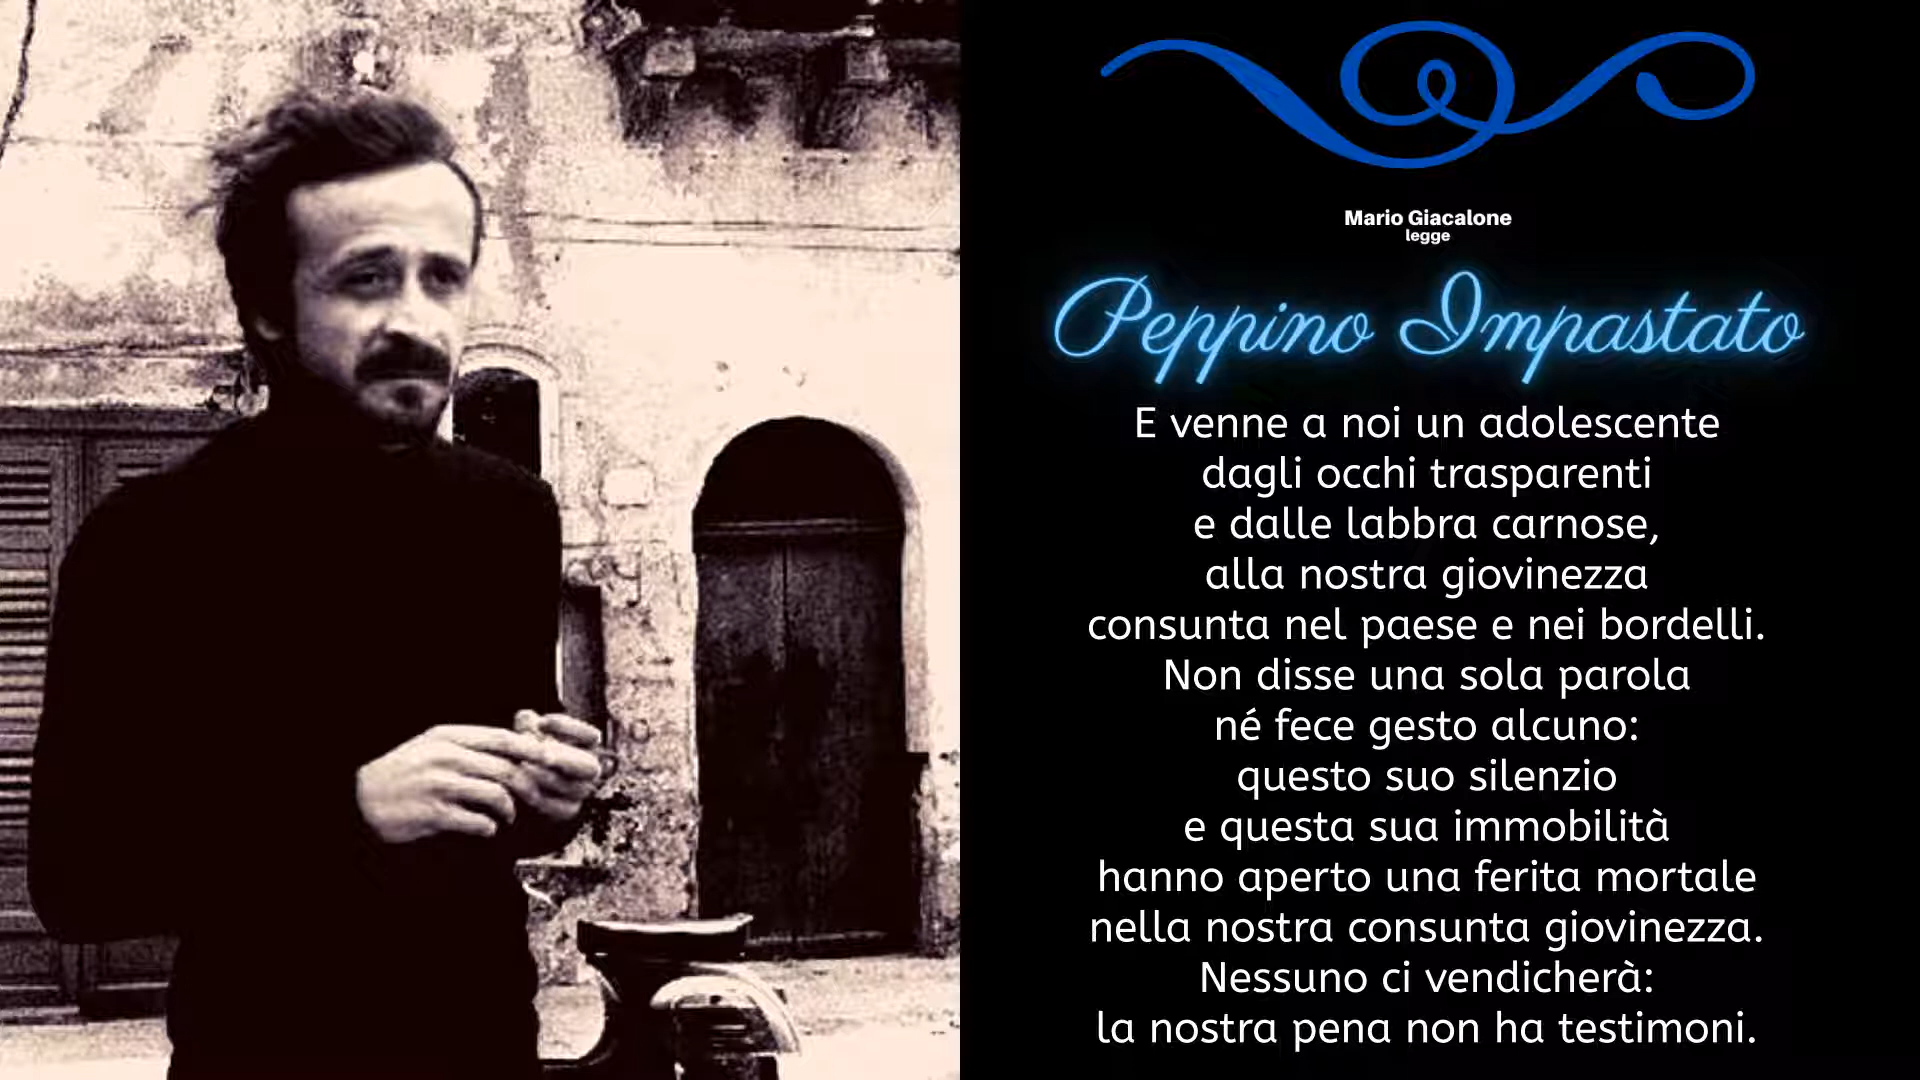 Mario Giacalone
legge
Peppino Impastato
E venne a noi un adolescente
dagli occhi trasparenti
e dalle labbra carnose,
alla nostra giovinezza
consunta nel paese e nei bordelli.
Non disse una sola parola
né fece gesto alcuno:
questo suo silenzio
e questa sua immobilità
hanno aperto una ferita mortale
nella nostra consunta giovinezza.
Nessuno ci vendicherà:
la nostra pena non ha testimoni.